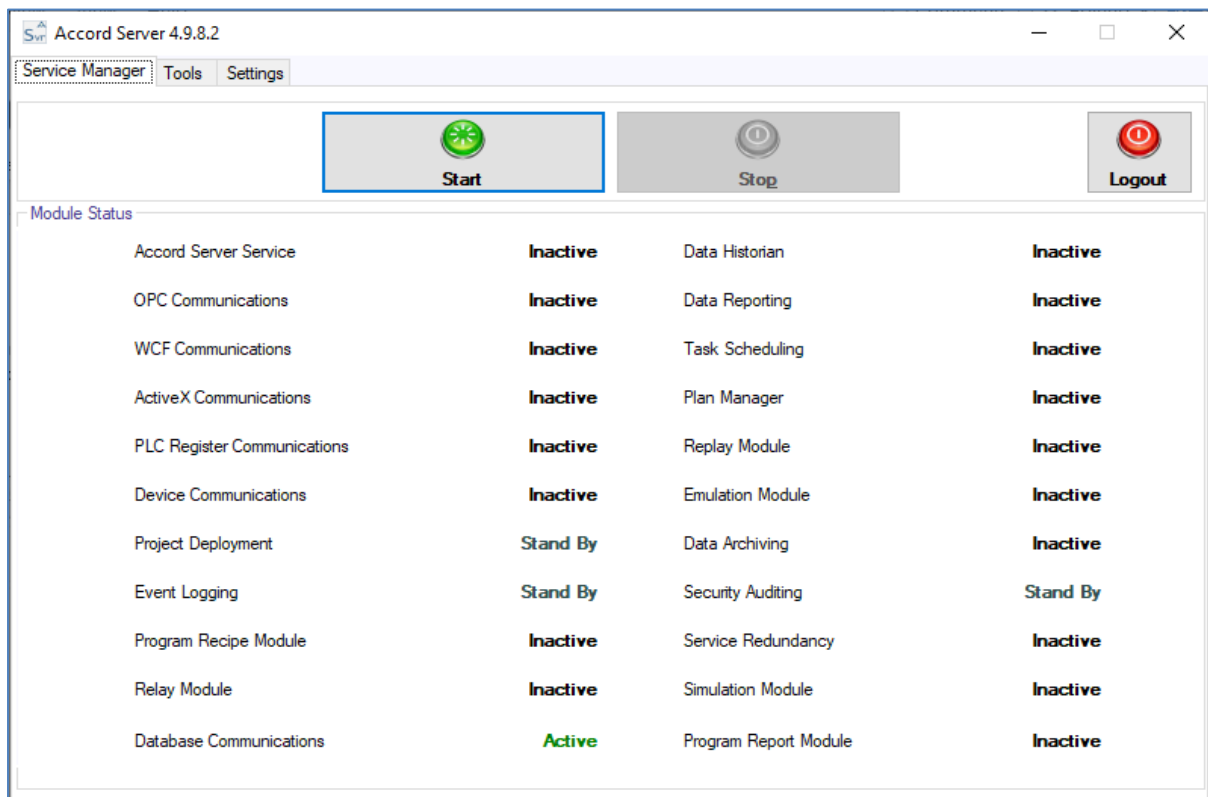 Svr Accord Server 4.9.8.2
Service Manager Tools Settings
Start Stop Logout
Module Status
Accord Server Service Inactive Data Historian Inactive
OPC Communications Inactive Data Reporting Inactive
WCF Communications Inactive Task Scheduling Inactive
ActiveX Communications Inactive Plan Manager Inactive
PLC Register Communications Inactive Replay Module Inactive
Device Communications Inactive Emulation Module Inactive
Project Deployment Stand By Data Archiving Inactive
Event Logging Stand By Security Auditing Stand By
Program Recipe Module Inactive Service Redundancy Inactive
Relay Module Inactive Simulation Module Inactive
Database Communications Active Program Report Module Inactive